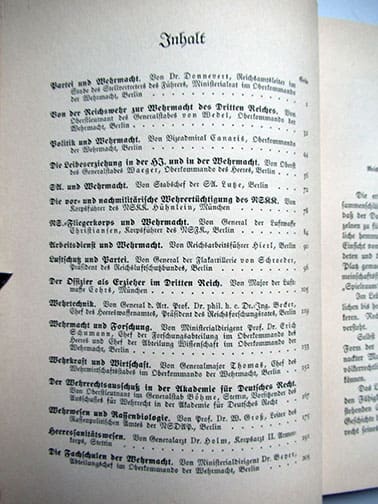 Inhalt
Seite
Partei und Wehrmacht. Von Dr. Donnevert, Reichsamtsleiter im
Stabe des Stellvertreters des Führers, Ministerialrat im Oberkommando
der Wehrmacht, Berlin
Von der Reichswehr zur Wehrmacht des Dritten Reiches. Von
Oberstleutnant des Generalstabes von Wedel, Oberkommando der
Wehrmacht, Berlin
Politik und Wehrmacht. Von Vizeadmiral Canaris, Oberkommando
der Wehrmacht, Berlin
Die Leibeserziehung in der HJ. und in der Wehrmacht. Von Oberst
des Generalstabes Waeger, Oberkommando des Heeres, Berlin
SA. und Wehrmacht. Von Stabschef der SA. Lutze, Berlin
Die vor- und nachmilitärische Wehrertüchtigung des NSKK. Von
Korpsführer des NSKK. Hühnlein, München
NS.-Fliegerkorps und Wehrmacht. Von General der Luftwaffe
Christiansen, Korpsführer des NSFK., Berlin
Arbeitsdienst und Wehrmacht. Von Reichsarbeitsführer Hierl, Berlin
Luftschutz und Partei. Von General der Flakartillerie von Schroeder,
Präsident des Reichsluftschutzbundes, Berlin
Der Offizier als Erzieher im Dritten Reich. Von Major der Luft-
waffe Cohrs, München
Wehrtechnik. Von General d. Art. Prof. Dr. phil. h. c. Dr.-Ing. Becker,
Chef des Heereswaffenamtes, Präsident des Reichsforschungsrates, Berlin
Wehrmacht und Forschung. Von Ministerialdirigent Prof. Dr. Erich
Schumann, Chef der Forschungsabteilung im Oberkommando des
Heeres und Chef der Abteilung Wissenschaft im Oberkommando der
Wehrmacht, Berlin
Wehrkraft und Wirtschaft. Von Generalmajor Thomas, Chef des
Wehrwirtschaftsstabes im Oberkommando der Wehrmacht, Berlin
Der Wehrrechtsausschuß in der Akademie für Deutsches Recht.
Von Oberstleutnant im Generalstab Böhme, Stettin, Vorsitzender des
Ausschusses für Wehrrecht in der Akademie für Deutsches Recht
Wehrwesen und Rassenbiologie. Von Prof. Dr. W. Groß, Leiter des
Rassenpolitischen Amtes der NSDAP., Berlin
Heeressanitätswesen. Von Generalarzt Dr. Holm, Korpsarzt II. Armee-
korps, Stettin
Die Fachschulen der Wehrmacht. Von Ministerialdirigent Dr. Beyer,
Abteilungschef im Oberkommando der Wehrmacht, Berlin